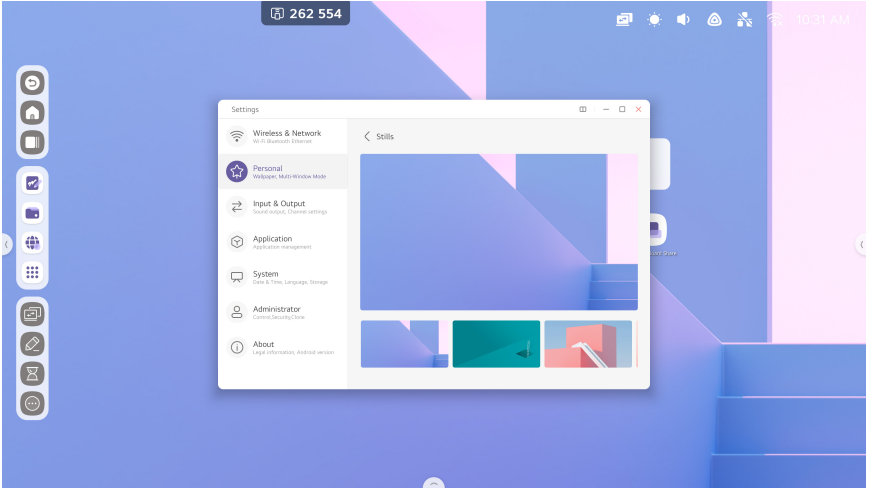 262 554
10:31 AM
Settings
Wireless & Network
Wi-Fi Bluetooth Ethernet
Stills
Personal
Wallpaper, Multi-Window Mode
Input & Output
Sound output, Channel settings
Application
Application management
Share
System
Date & Time, Language, Storage
Administrator
Control,Security,Clone
About
Legal information, Android version